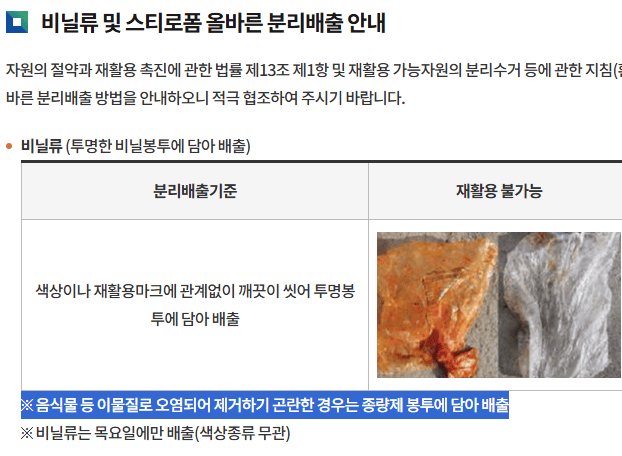 비닐류 및 스티로폼 올바른 분리배출 안내
자원의 절약과 재활용 촉진에 관한 법률 제13조 제1항 및 재활용 가능자원의 분리수거 등에 관한 지침(
바른 분리배출 방법을 안내하오니 적극 협조하여 주시기 바랍니다.
비닐류 (투명한 비닐봉투에 담아 배출)
분리배출기준
재활용 불가능
색상이나 재활용마크에 관계없이 깨끗이 씻어 투명봉
투에 담아 배출
※ 음식물 등 이물질로 오염되어 제거하기 곤란한 경우는 종량제 봉투에 담아 배출
※ 비닐류는 목요일에만 배출(색상종류 무관)